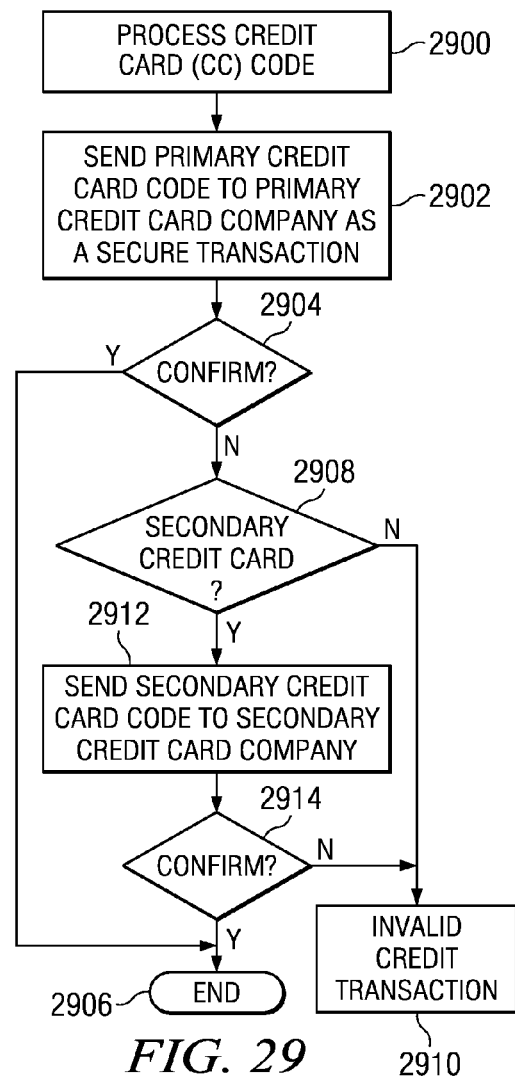 PROCESS CREDIT
CARD (CC) CODE
2900
SEND PRIMARY CREDIT
CARD CODE TO PRIMARY
CREDIT CARD COMPANY AS
A SECURE TRANSACTION
2902
2904
Y
CONFIRM?
N
2908
SECONDARY
CREDIT CARD
?
N
2912
Y
SEND SECONDARY CREDIT
CARD CODE TO SECONDARY
CREDIT CARD COMPANY
2914
CONFIRM?
N
Y
INVALID
CREDIT
TRANSACTION
2906
END
2910
FIG. 29